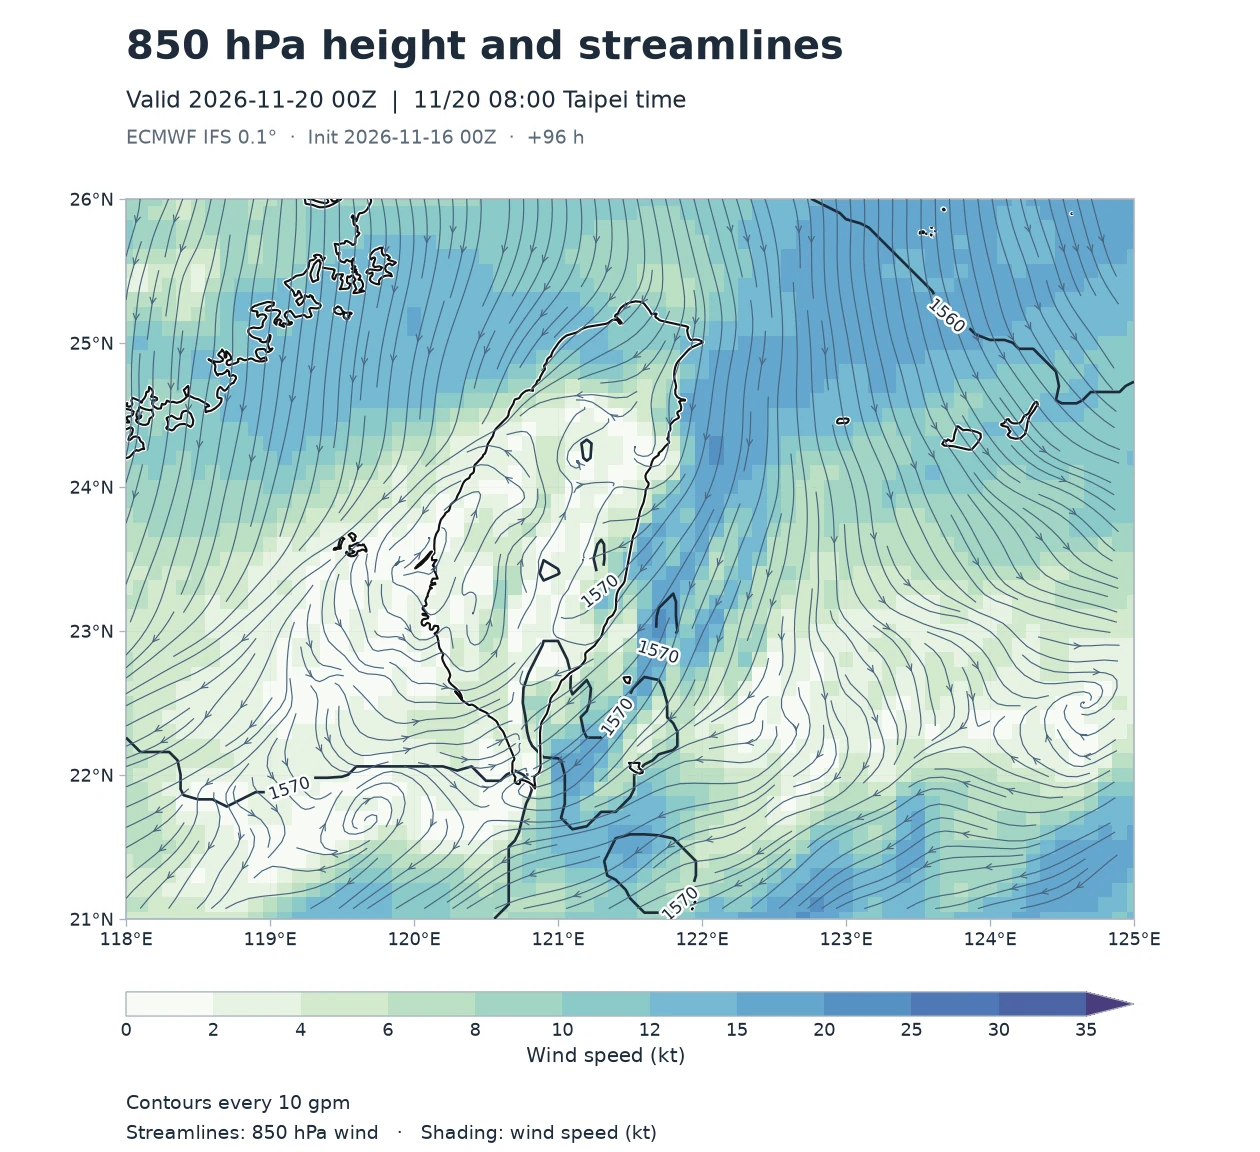 850 hPa height and streamlines
Valid 2026-11-20 00Z | 11/20 08:00 Taipei time
ECMWF IFS 0.1° · Init 2026-11-16 00Z · +96 h
26°N
1560
25°N
24°N
1570
23°N
1570
1570
22°N
1570
1570
21°N
118°E 119°E 120°E 121°E 122°E 123°E 124°E 125°E
0 2 4 6 8 10 12 15 20 25 30 35
Wind speed (kt)
Contours every 10 gpm
Streamlines: 850 hPa wind · Shading: wind speed (kt)